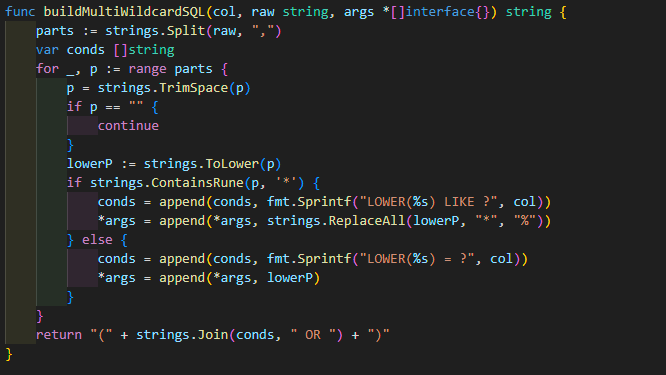 func buildMultiWildcardSQL(col, raw string, args *[]interface{}) string {
    parts := strings.Split(raw, ",")
    var conds []string
    for _, p := range parts {
        p = strings.TrimSpace(p)
        if p == "" {
            continue
        }
        lowerP := strings.ToLower(p)
        if strings.ContainsRune(p, '*') {
            conds = append(conds, fmt.Sprintf("LOWER(%s) LIKE ?", col))
            *args = append(*args, strings.ReplaceAll(lowerP, "*", "%"))
        } else {
            conds = append(conds, fmt.Sprintf("LOWER(%s) = ?", col))
            *args = append(*args, lowerP)
        }
    }
    return "(" + strings.Join(conds, " OR ") + ")"
}